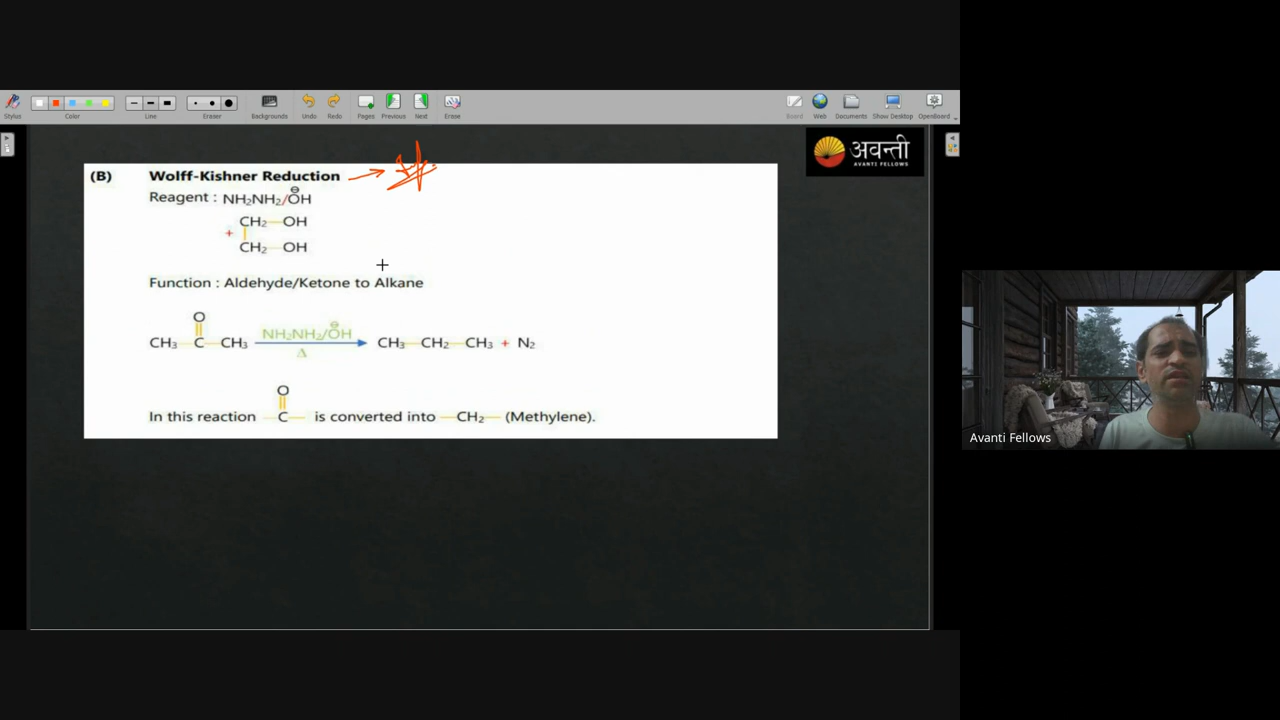 Stylus
Color
Line
Eraser
Backgrounds
Undo
Redo
Pages
Previous
Next
Erase
Board
Web
Documents
Show Desktop
OpenBoard
अवन्ती
AVANTI FELLOWS
(B) Wolff-Kishner Reduction
Reagent : NH₂NH₂/O⊖H
CH₂—OH
+
CH₂—OH
Function : Aldehyde/Ketone to Alkane
O
CH₃—C—CH₃ NH₂NH₂/O⊖H Δ CH₃—CH₂—CH₃ + N₂
O
In this reaction —C— is converted into —CH₂— (Methylene).
Avanti Fellows